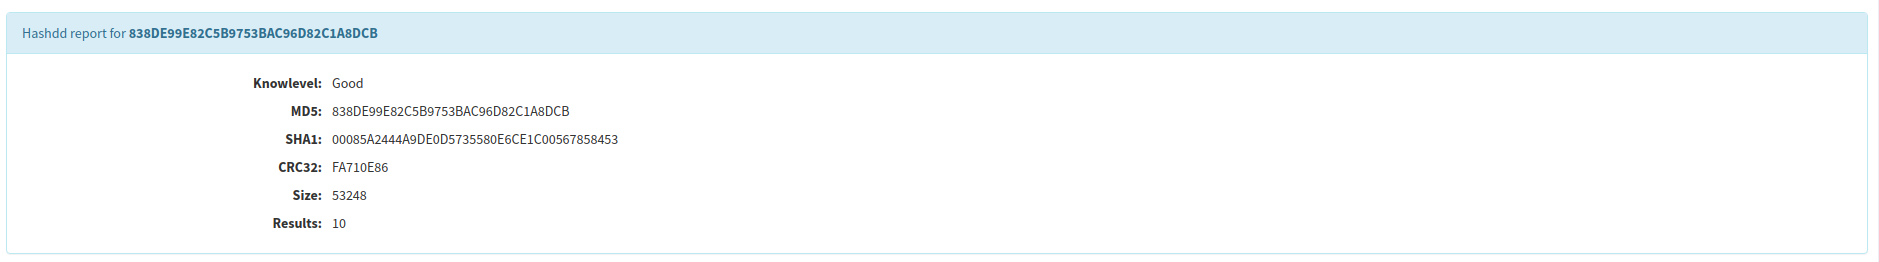 Hashdd report for 838DE99E82C5B9753BAC96D82C1A8DCB
Knowlevel: Good
MD5: 838DE99E82C5B9753BAC96D82C1A8DCB
SHA1: 00085A2444A9DE0D5735580E6CE1C00567858453
CRC32: FA710E86
Size: 53248
Results: 10